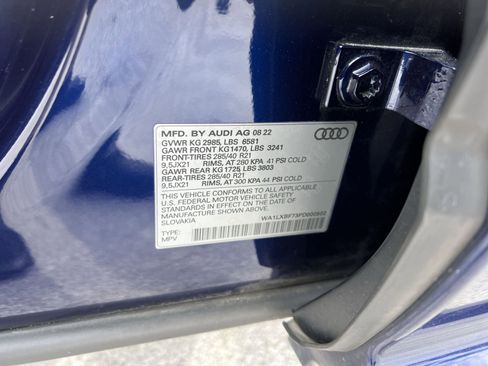 MFD. BY AUDI AG 08 22
GVWR KG 2985, LBS 6581
GAWR FRONT KG1470, LBS 3241
FRONT-TIRES 285/40 R21
9,5JX21 RIMS, AT 280 KPA 41 PSI COLD
GAWR REAR KG 1725, LBS 3803
REAR-TIRES 285/40 R21
9,5JX21 RIMS, AT 300 KPA 44 PSI COLD
THIS VEHICLE CONFORMS TO ALL APPLICABLE
U.S. FEDERAL MOTOR VEHICLE SAFETY
STANDARDS IN EFFECT ON THE DATE OF
MANUFACTURE SHOWN ABOVE.
TYPE:
MPV